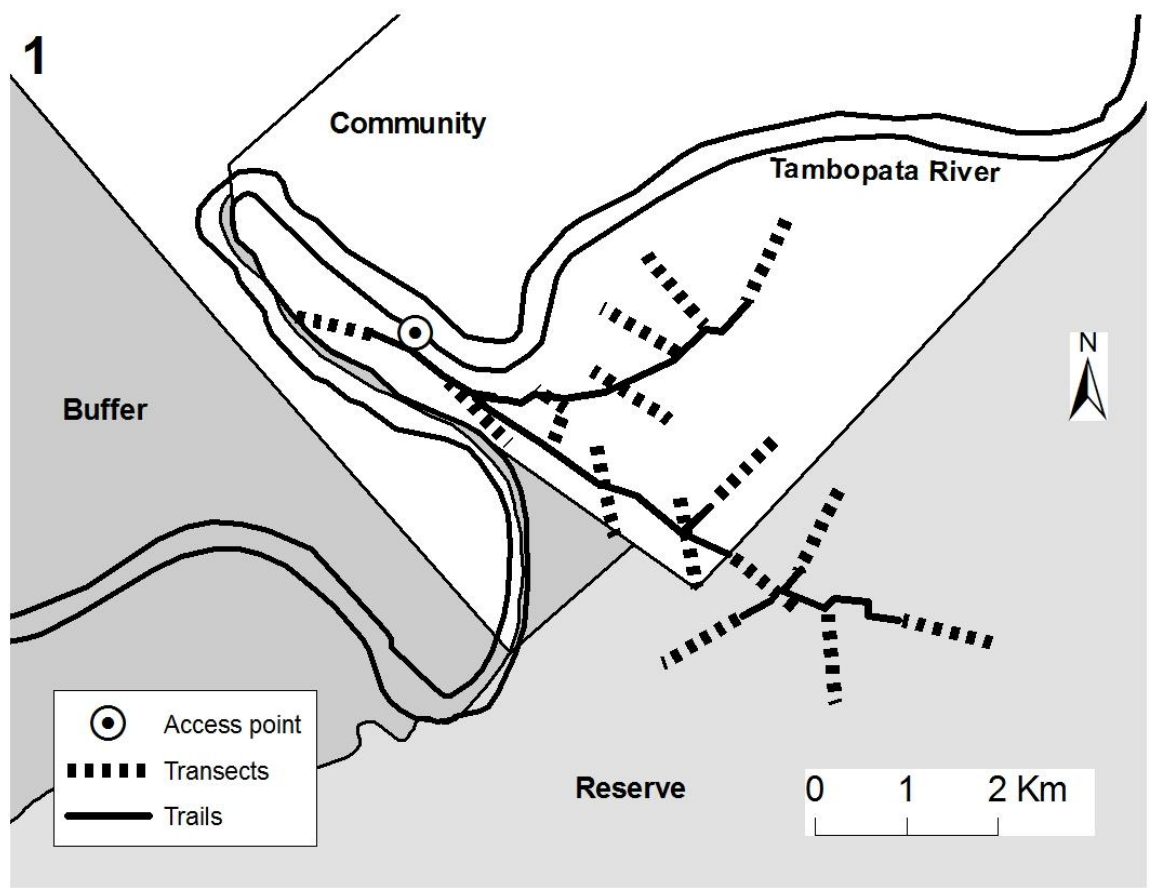 1
Community
Tambopata River
N
Buffer
Access point
Transects
Trails
Reserve
0 1 2 Km